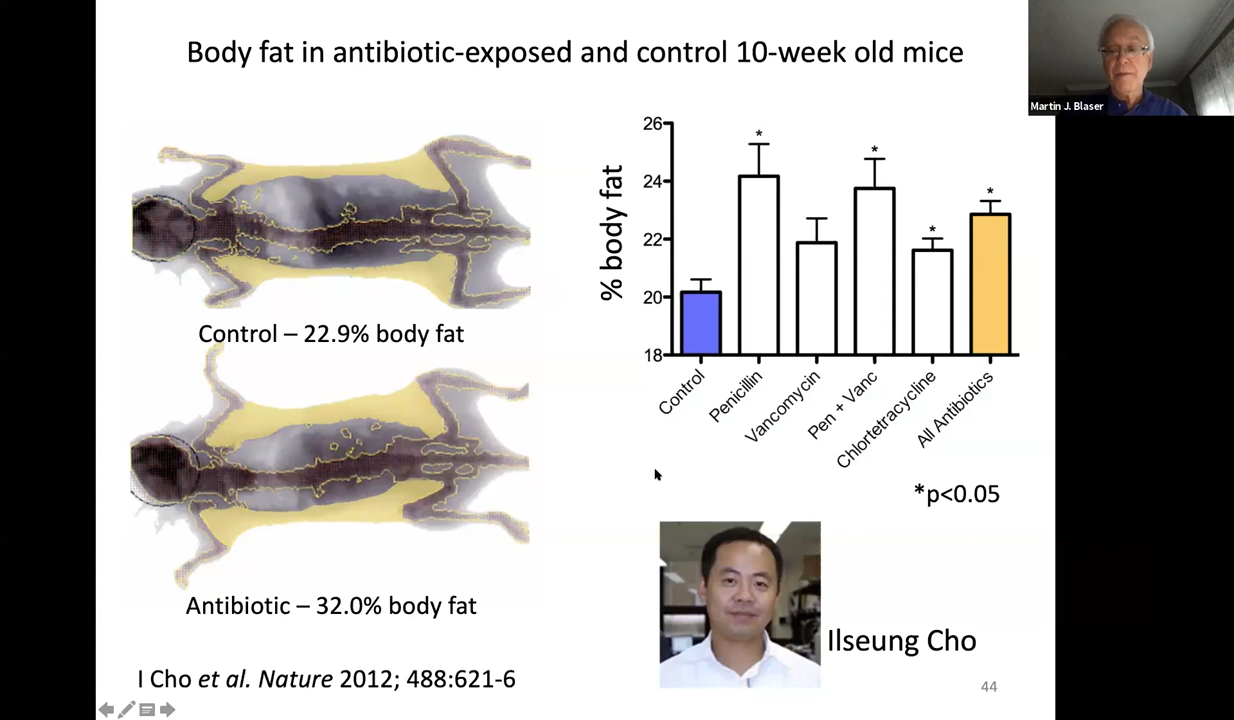 Body fat in antibiotic-exposed and control 10-week old mice
Martin J. Blaser
Control – 22.9% body fat
Antibiotic – 32.0% body fat
I Cho et al. Nature 2012; 488:621-6
% body fat
26
24
22
20
18
Control
Penicillin
Vancomycin
Pen + Vanc
Chlortetracycline
All Antibiotics
*
*
*
*
*p<0.05
Ilseung Cho
44